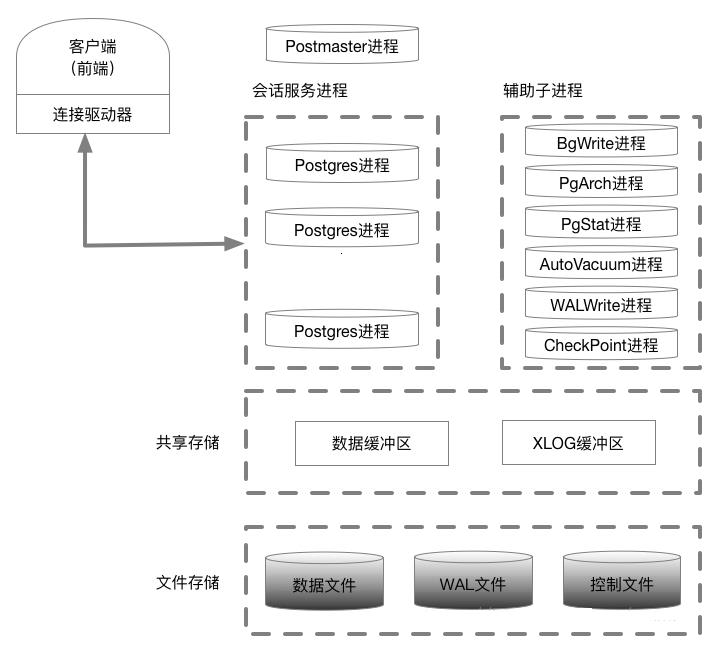 客户端
(前端)
连接驱动器
Postmaster进程
会话服务进程
辅助子进程
Postgres进程
Postgres进程
Postgres进程
BgWrite进程
PgArch进程
PgStat进程
AutoVacuum进程
WALWrite进程
CheckPoint进程
共享存储
数据缓冲区
XLOG缓冲区
文件存储
数据文件
WAL文件
控制文件